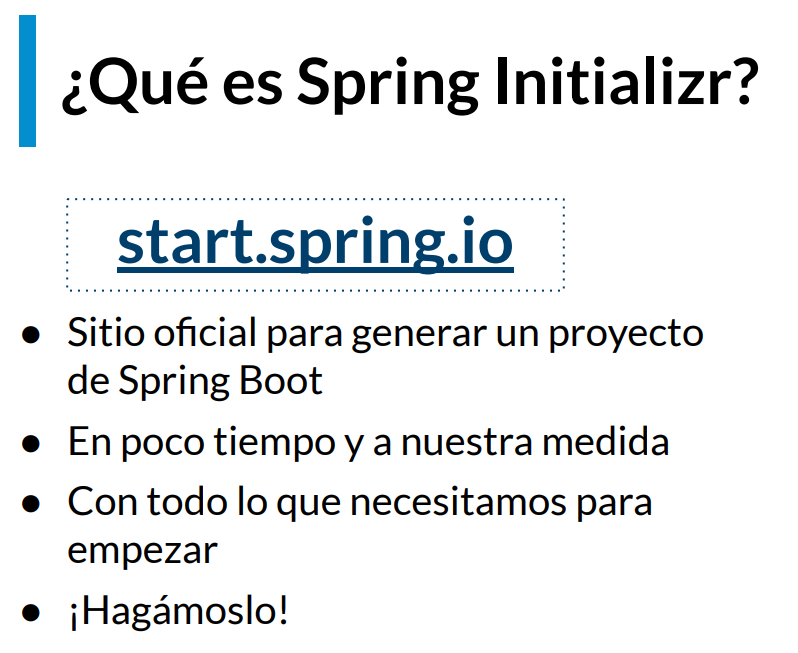 ¿Qué es Spring Initializr?
start.spring.io
● Sitio oficial para generar un proyecto
de Spring Boot
● En poco tiempo y a nuestra medida
● Con todo lo que necesitamos para
empezar
● ¡Hagámoslo!